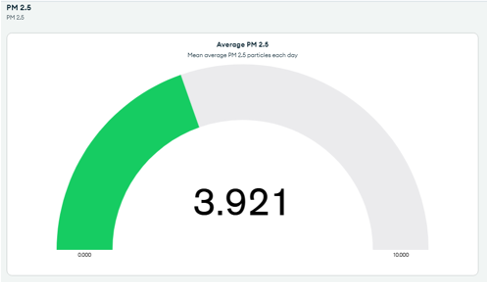 PM 2.5
PM 2.5
Average PM 2.5
Mean average PM 2.5 particles each day
3.921
0.000
10.000